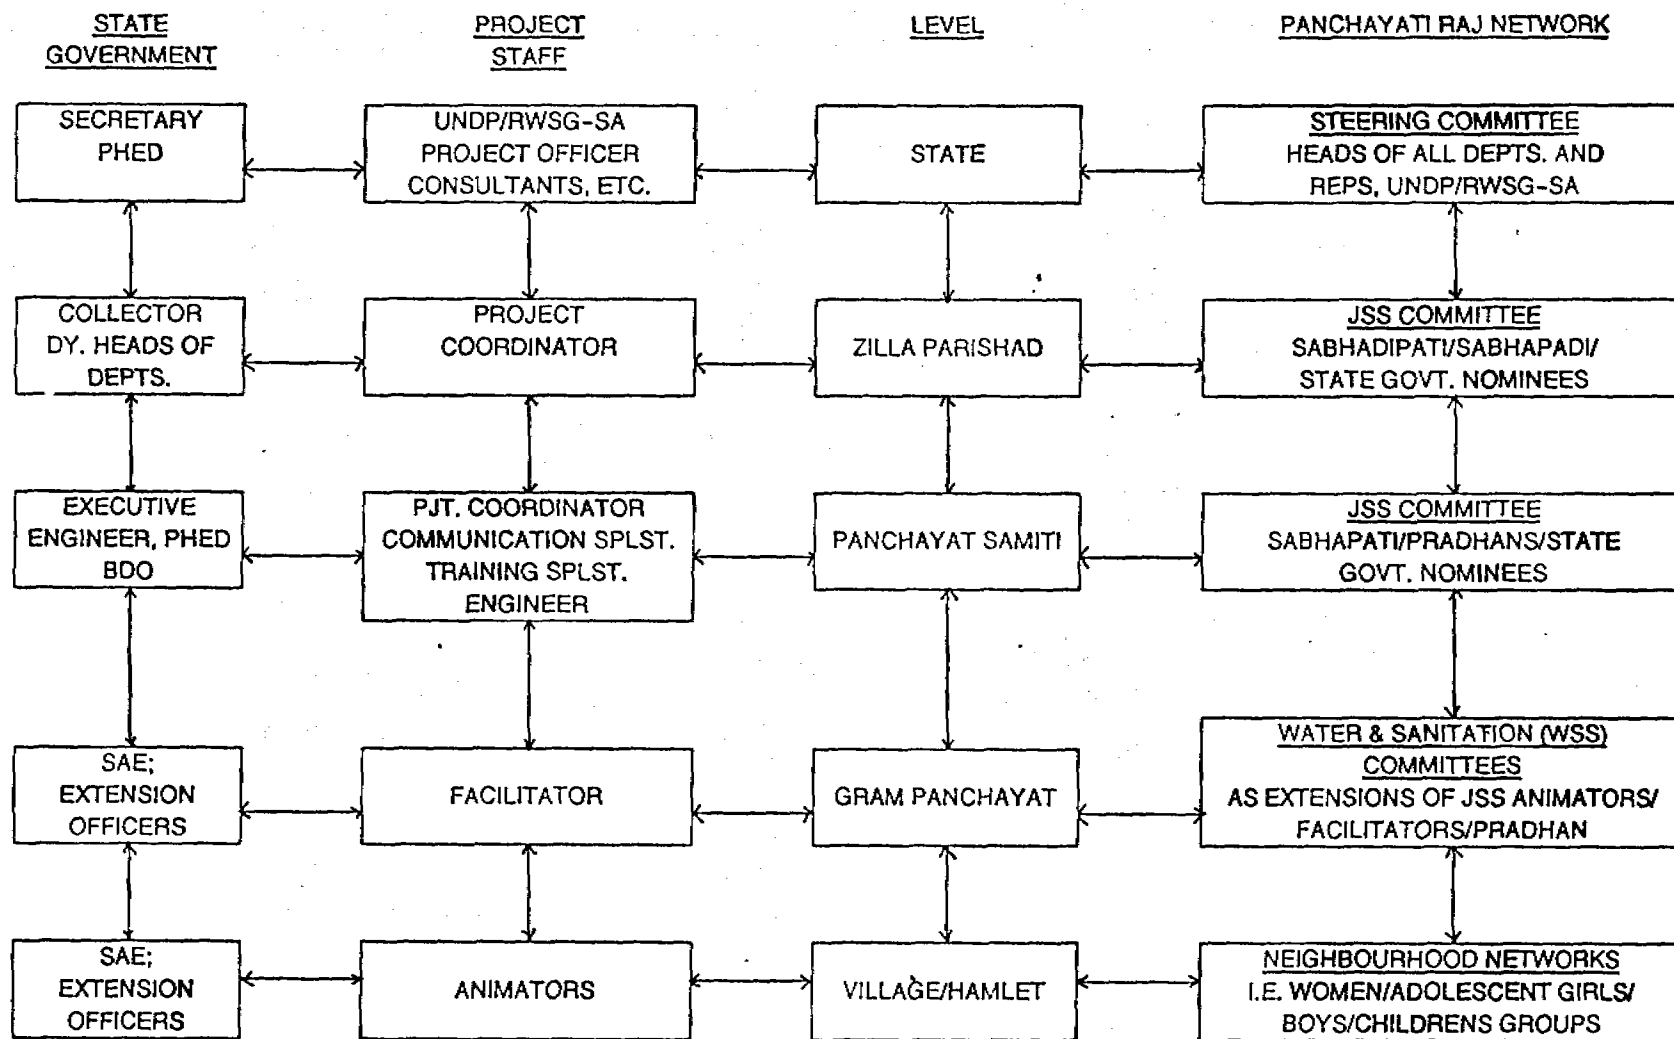 STATE
GOVERNMENT
PROJECT
STAFF
LEVEL
PANCHAYATI RAJ NETWORK
SECRETARY
PHED
UNDP/RWSG-SA
PROJECT OFFICER
CONSULTANTS, ETC.
STATE
STEERING COMMITTEE
HEADS OF ALL DEPTS. AND
REPS, UNDP/RWSG-SA
COLLECTOR
DY. HEADS OF
DEPTS.
PROJECT
COORDINATOR
ZILLA PARISHAD
JSS COMMITTEE
SABHADIPATI/SABHAPADI/
STATE GOVT. NOMINEES
EXECUTIVE
ENGINEER, PHED
BDO
PJT. COORDINATOR
COMMUNICATION SPLST.
TRAINING SPLST.
ENGINEER
PANCHAYAT SAMITI
JSS COMMITTEE
SABHAPATI/PRADHANS/STATE
GOVT. NOMINEES
SAE;
EXTENSION
OFFICERS
FACILITATOR
GRAM PANCHAYAT
WATER & SANITATION (WSS)
COMMITTEES
AS EXTENSIONS OF JSS ANIMATORS/
FACILITATORS/PRADHAN
SAE;
EXTENSION
OFFICERS
ANIMATORS
VILLAGE/HAMLET
NEIGHBOURHOOD NETWORKS
I.E. WOMEN/ADOLESCENT GIRLS/
BOYS/CHILDRENS GROUPS